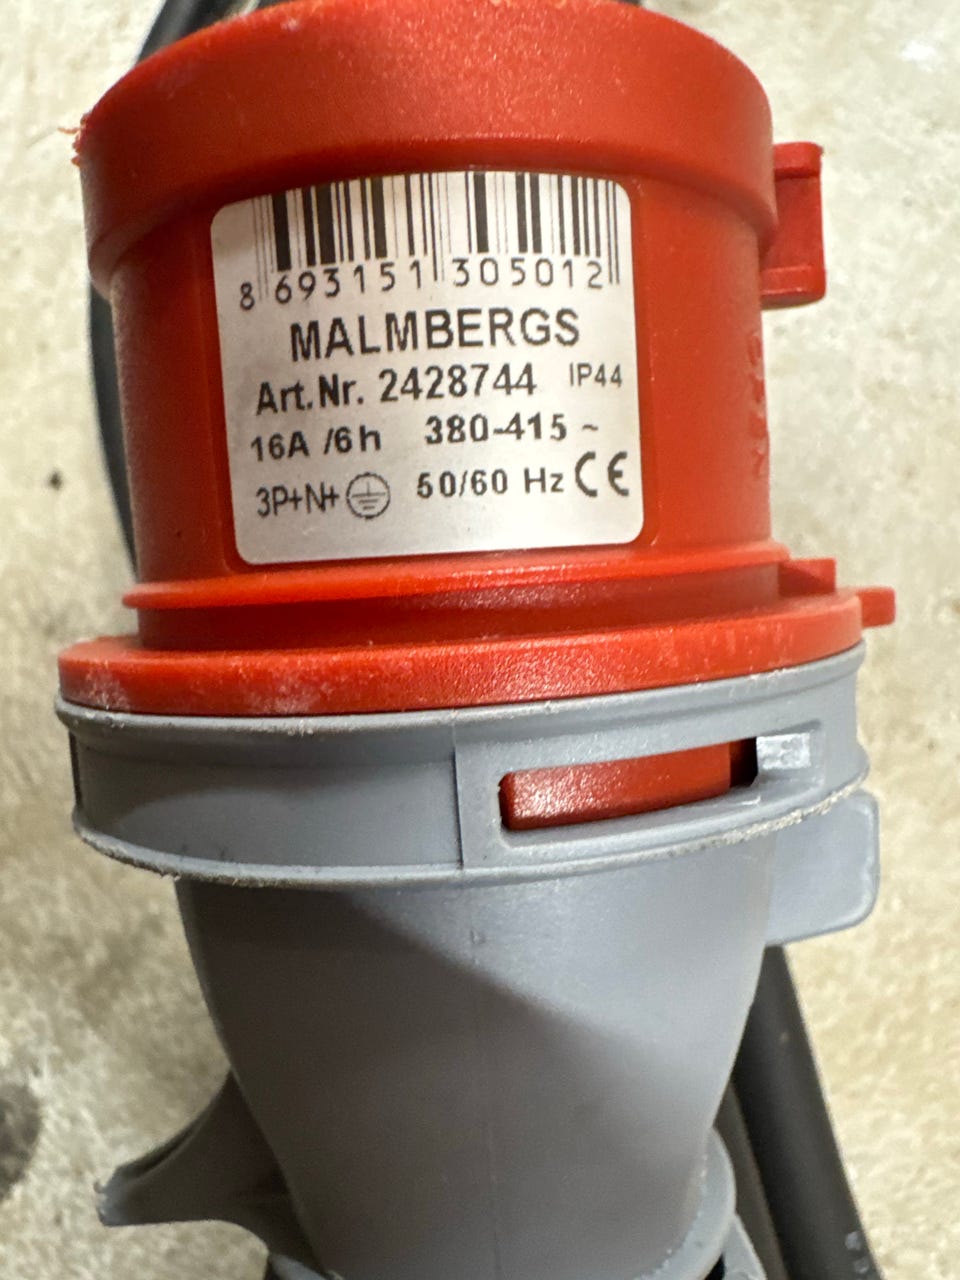 8 693151 305012
MALMBERGS
Art.Nr. 2428744 IP44
16A /6h 380-415 ~
3P+N+ 50/60 Hz CE